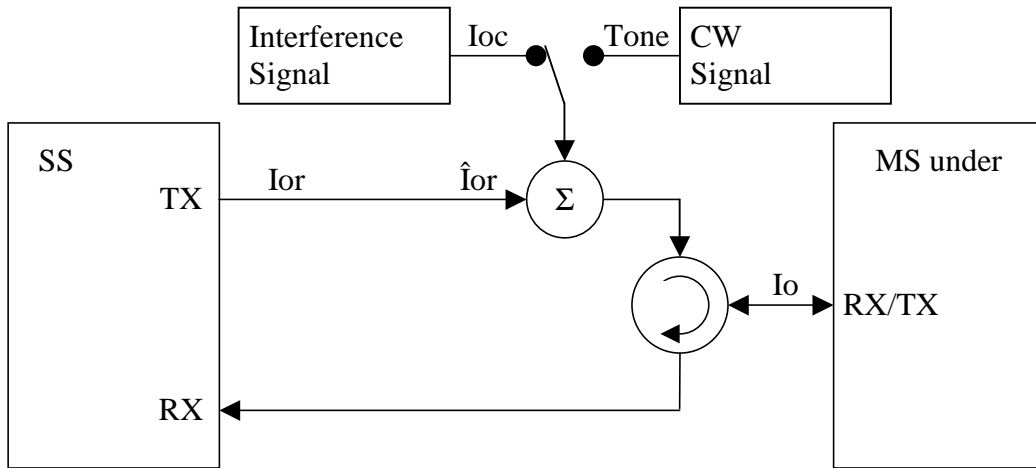 Interference
Signal
Ioc
Tone
CW
Signal
SS
MS under
TX
Ior
Îor
Σ
Io
RX/TX
RX